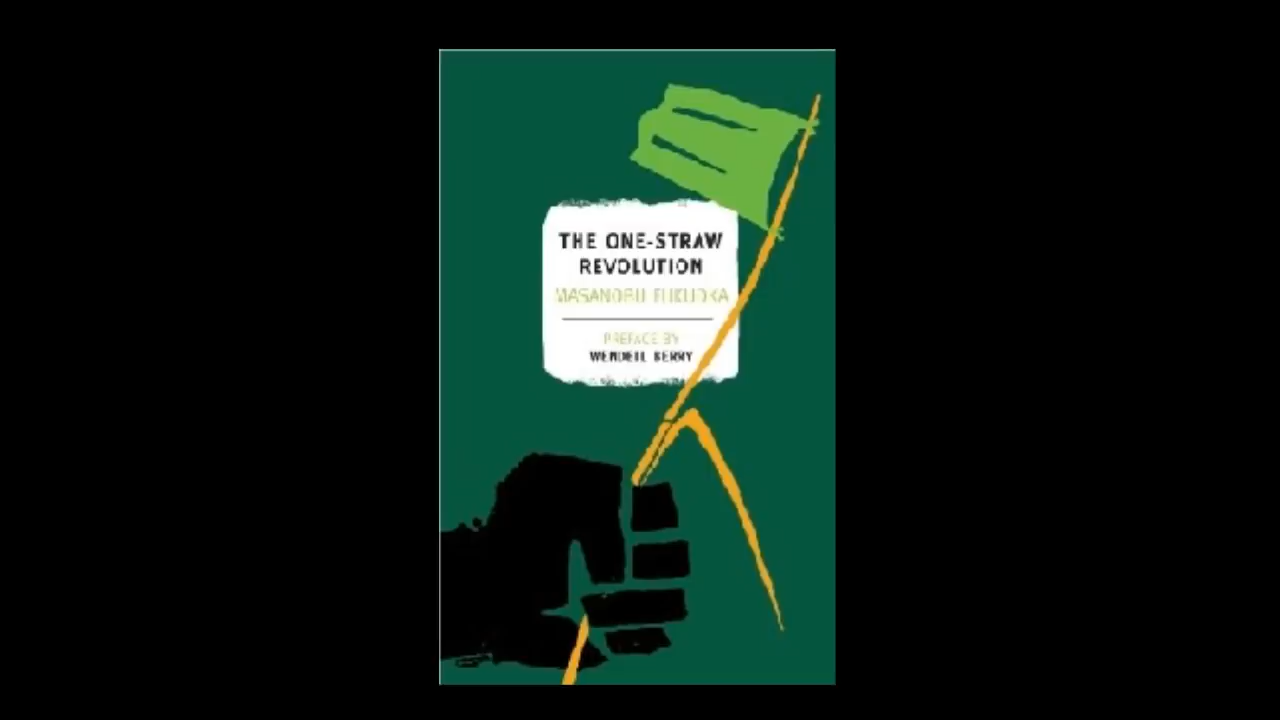 THE ONE-STRAW
REVOLUTION
MASANOBU FUKUOKA
PREFACE BY
WENDELL BERRY